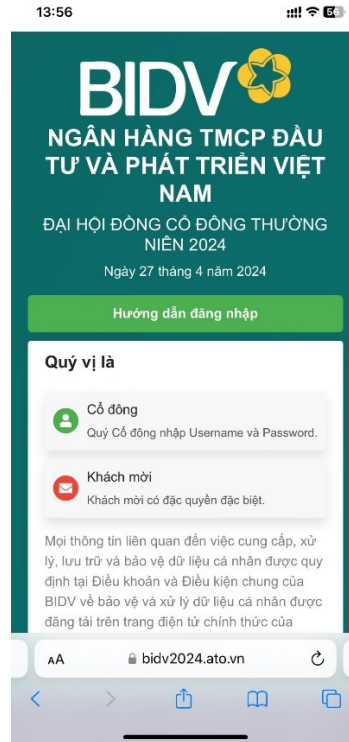 13:56
56
BIDV
NGÂN HÀNG TMCP ĐẦU
TƯ VÀ PHÁT TRIỂN VIỆT
NAM
ĐẠI HỘI ĐỒNG CỔ ĐÔNG THƯỜNG
NIÊN 2024
Ngày 27 tháng 4 năm 2024
Hướng dẫn đăng nhập
Quý vị là
Cổ đông
Quý Cổ đông nhập Username và Password.
Khách mời
Khách mời có đặc quyền đặc biệt.
Mọi thông tin liên quan đến việc cung cấp, xử
lý, lưu trữ và bảo vệ dữ liệu cá nhân được quy
định tại Điều khoản và Điều kiện chung của
BIDV về bảo vệ và xử lý dữ liệu cá nhân được
đăng tải trên trang điện tử chính thức của
AA bidv2024.ato.vn